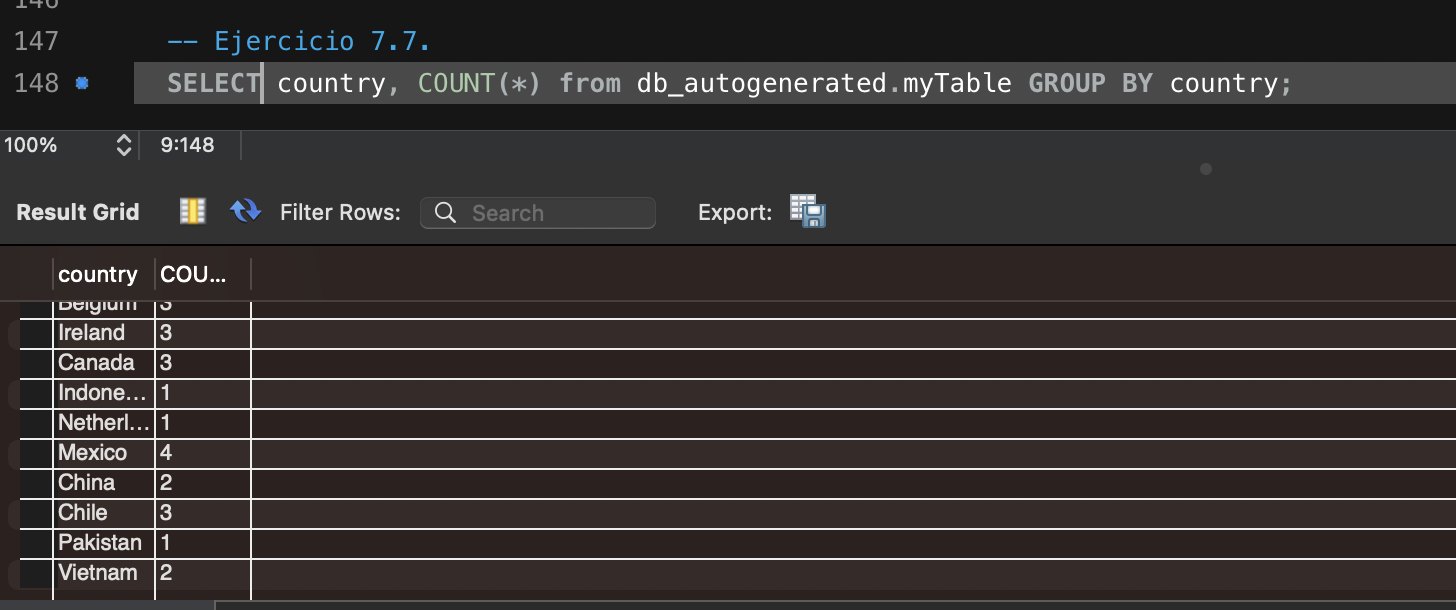 146
147 -- Ejercicio 7.7.
148 SELECT country, COUNT(*) from db_autogenerated.myTable GROUP BY country;
100% 9:148
Result Grid Filter Rows: Search Export:
country COU...
Belgium 3
Ireland 3
Canada 3
Indone... 1
Netherl... 1
Mexico 4
China 2
Chile 3
Pakistan 1
Vietnam 2